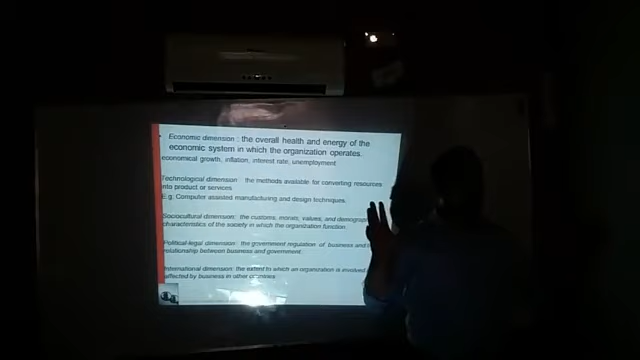 Economic dimension : the overall health and energy of the
economic system in which the organization operates.
economical growth, inflation, interest rate, unemployment
Technological dimension : the methods available for converting resources
into product or services
E.g: Computer assisted manufacturing and design techniques.
Sociocultural dimension : the customs, morals, values, and demograp
characteristics of the society in which the organization function
Political-legal dimension : the government regulation of business and
relationship between business and government
International dimension: the extent to which an organization is involved
affected by business in other countries